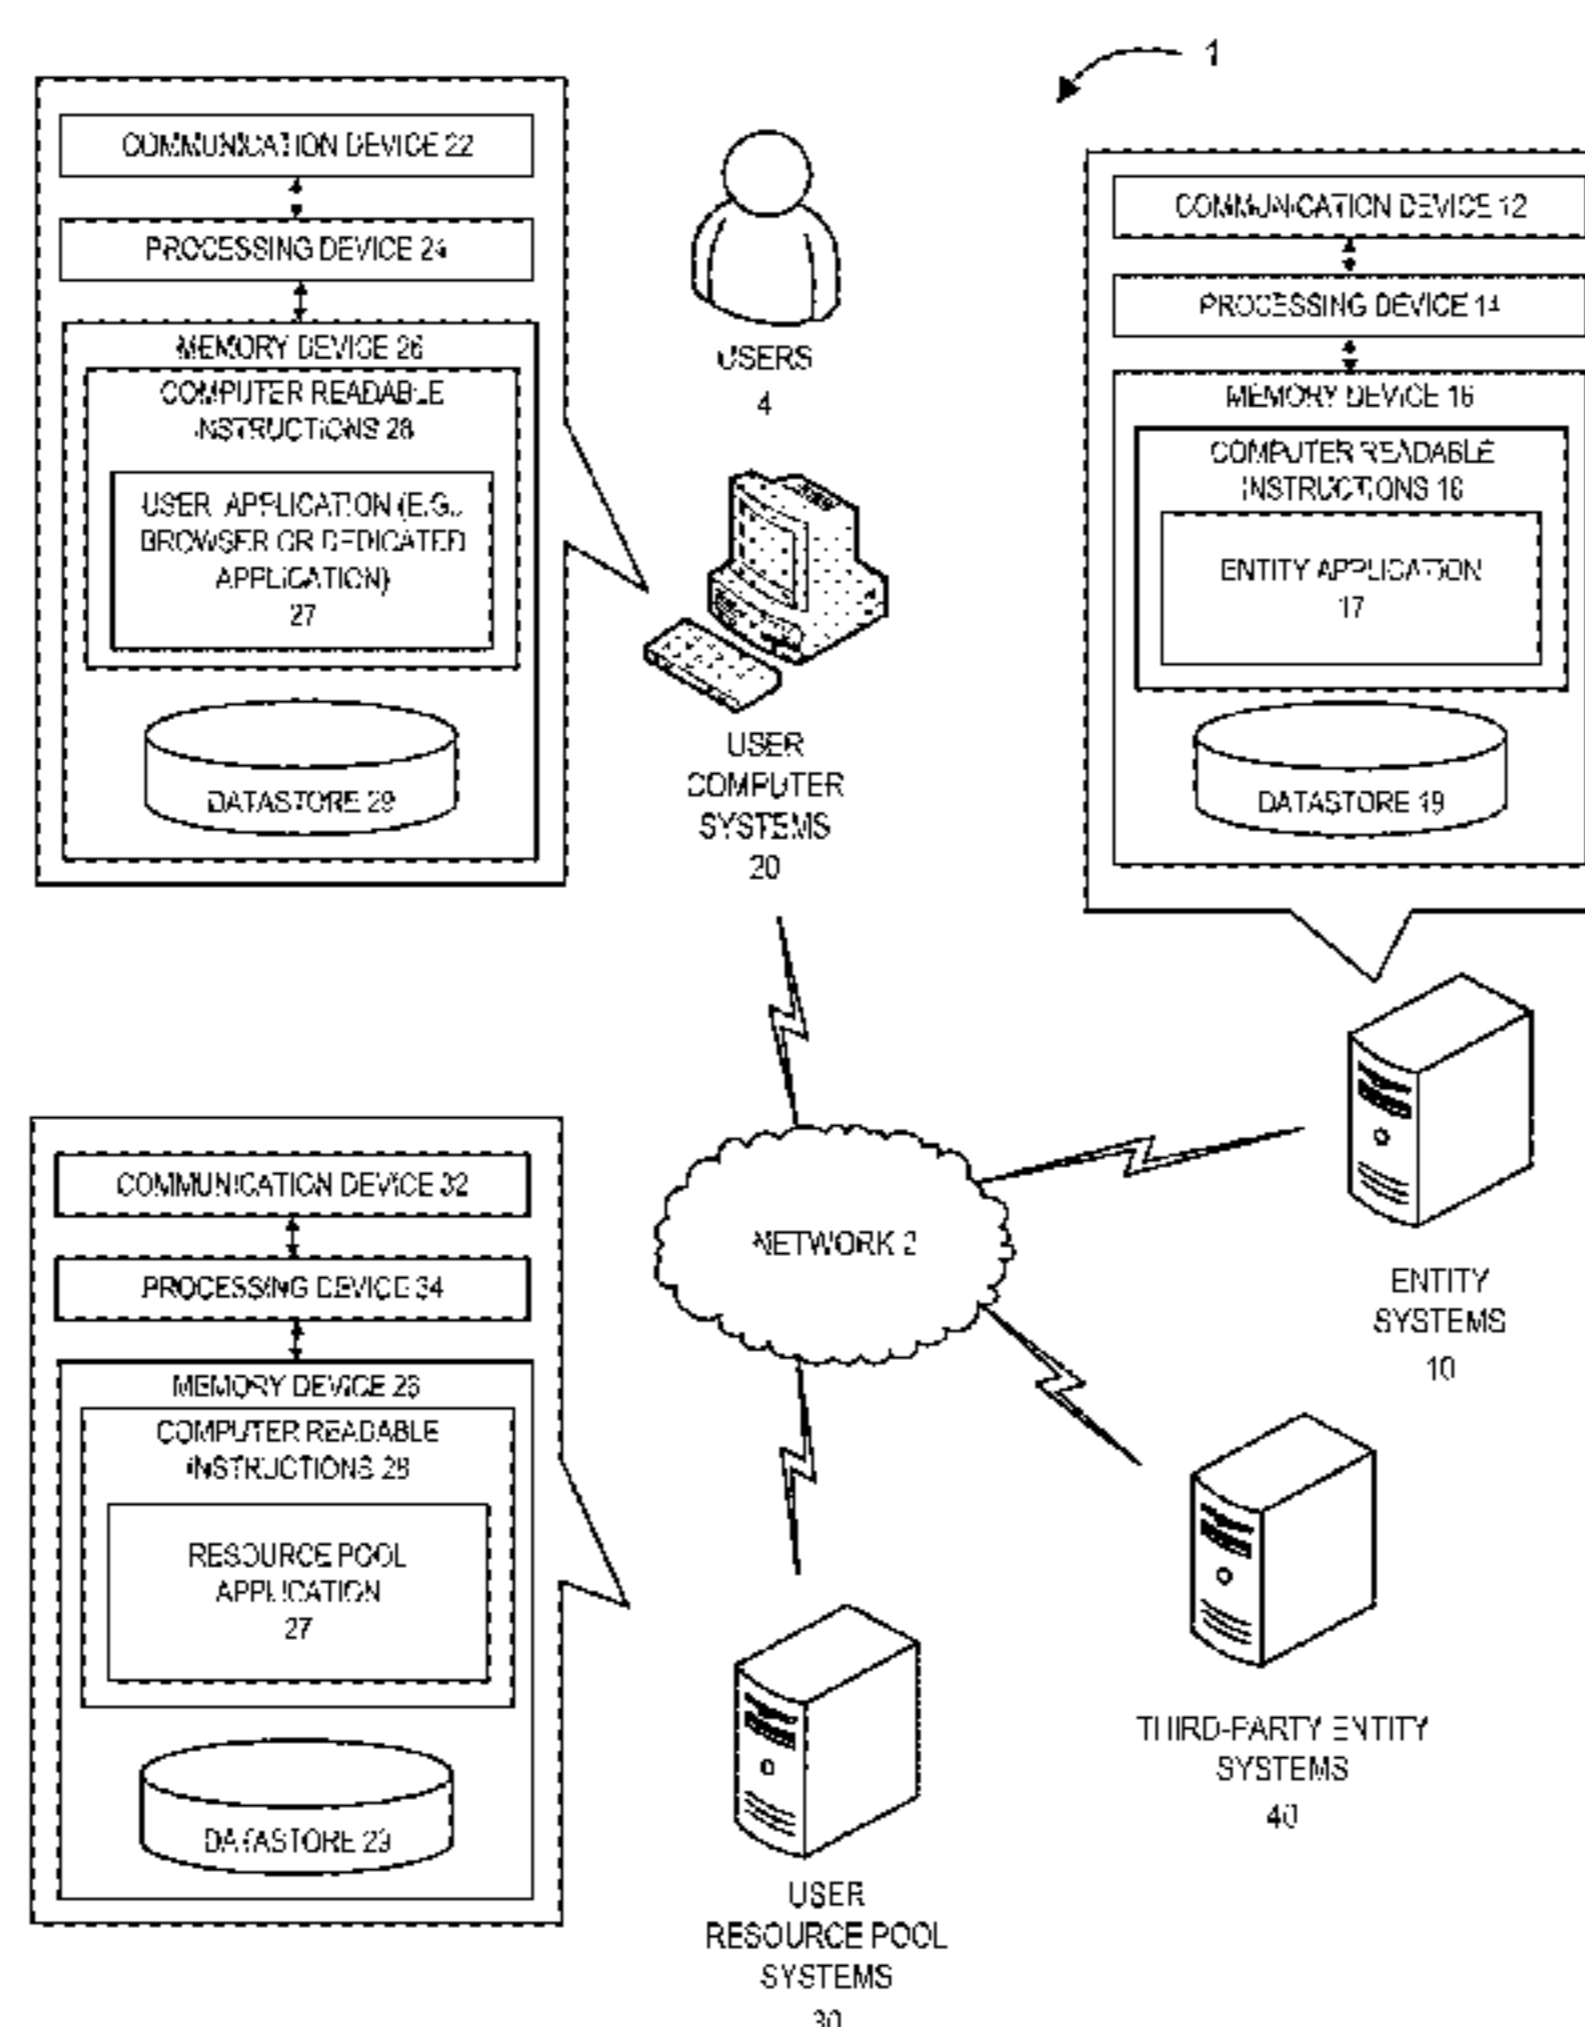 1
COMMUNICATION DEVICE 22
PROCESSING DEVICE 24
MEMORY DEVICE 26
COMPUTER READABLE
INSTRUCTIONS 28
USER APPLICATION (E.G.,
BROWSER OR DEDICATED
APPLICATION)
27
DATASTORE 29
USERS
4
USER
COMPUTER
SYSTEMS
20
COMMUNICATION DEVICE 12
PROCESSING DEVICE 14
MEMORY DEVICE 16
COMPUTER READABLE
INSTRUCTIONS 18
ENTITY APPLICATION
17
DATASTORE 19
ENTITY
SYSTEMS
10
NETWORK 2
COMMUNICATION DEVICE 32
PROCESSING DEVICE 34
MEMORY DEVICE
COMPUTER READABLE
INSTRUCTIONS 28
RESOURCE POOL
APPLICATION
27
DATASTORE
THIRD-PARTY ENTITY
SYSTEMS
40
USER
RESOURCE POOL
SYSTEMS
30